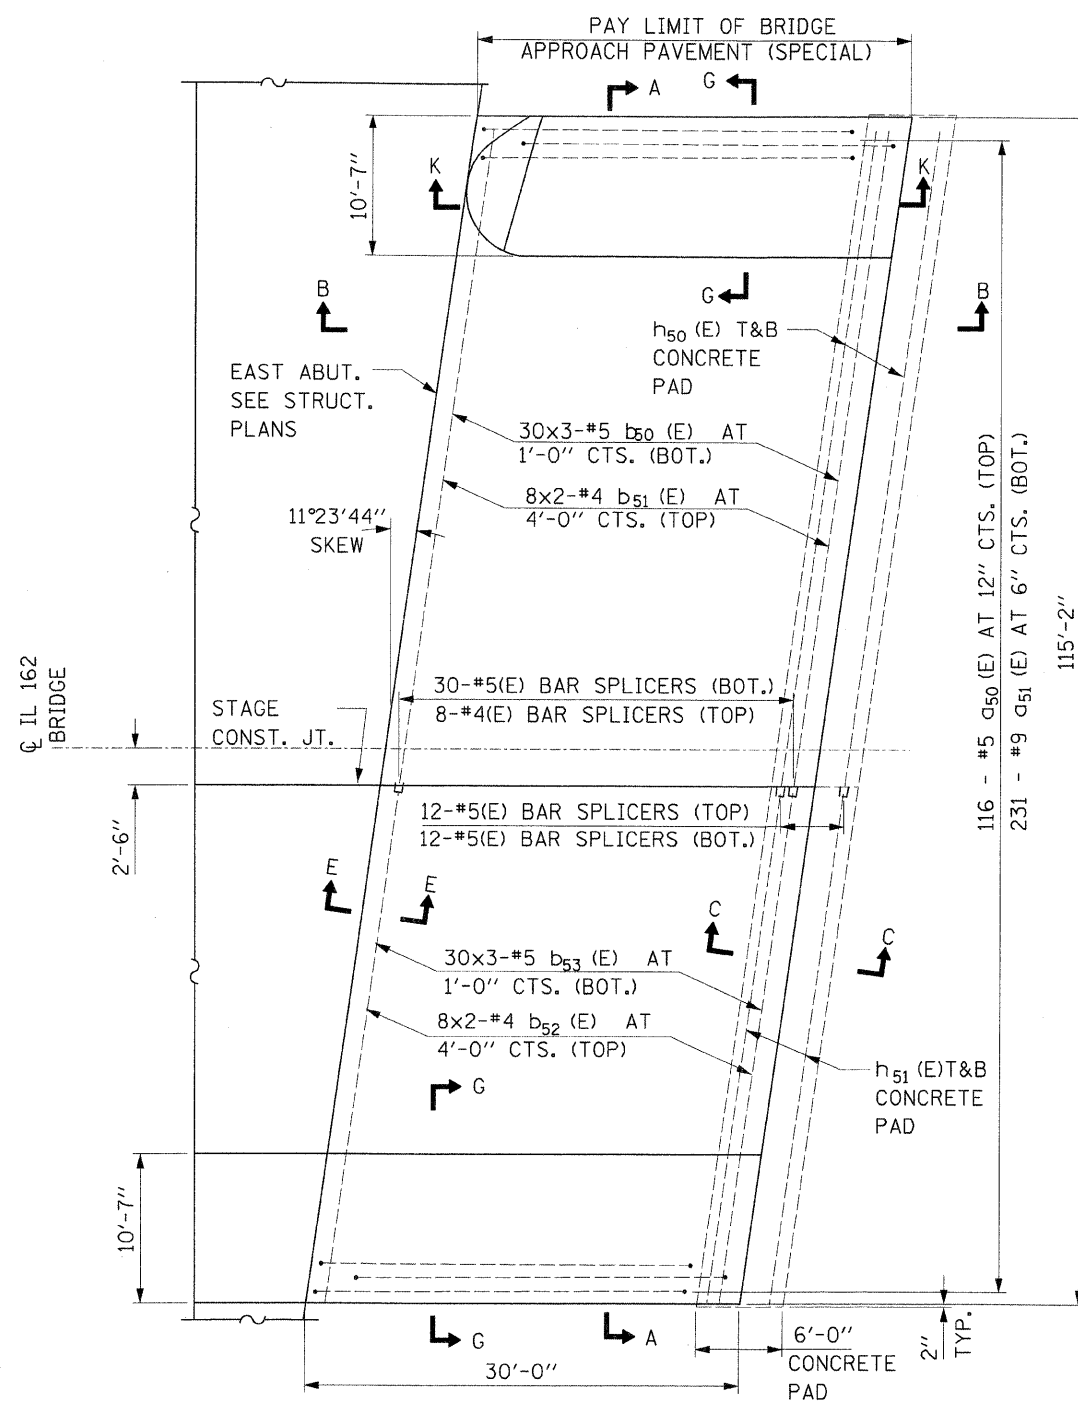 PAY LIMIT OF BRIDGE
APPROACH PAVEMENT (SPECIAL)
A
G
10'-7"
K
K
B
G
B
h50 (E) T&B
CONCRETE
PAD
EAST ABUT.
SEE STRUCT.
PLANS
30x3-#5 b50 (E) AT
1'-0" CTS. (BOT.)
8x2-#4 b51 (E) AT
4'-0" CTS. (TOP)
11°23'44"
SKEW
116 - #5 a50 (E) AT 12" CTS. (TOP)
231 - #9 a51 (E) AT 6" CTS. (BOT.)
115'-2"
℄ IL 162
BRIDGE
STAGE
CONST. JT.
30-#5(E) BAR SPLICERS (BOT.)
8-#4(E) BAR SPLICERS (TOP)
2'-6"
12-#5(E) BAR SPLICERS (TOP)
12-#5(E) BAR SPLICERS (BOT.)
E
E
C
C
30x3-#5 b53 (E) AT
1'-0" CTS. (BOT.)
8x2-#4 b52 (E) AT
4'-0" CTS. (TOP)
h51 (E)T&B
CONCRETE
PAD
G
10'-7"
G
A
6'-0"
CONCRETE
PAD
2"
TYP.
30'-0"